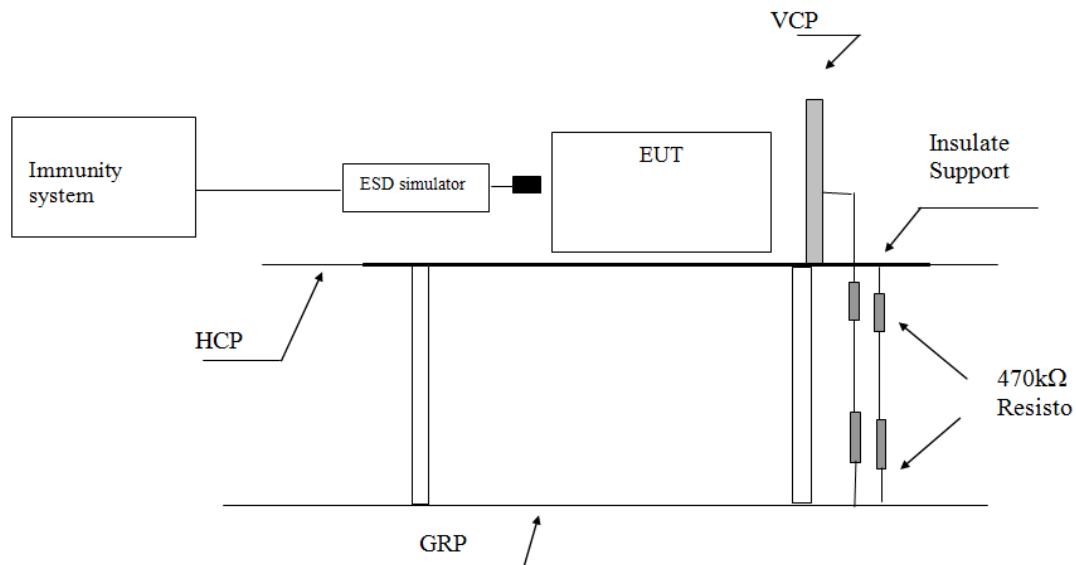 VCP
Immunity
system
ESD simulator
EUT
Insulate
Support
HCP
470kΩ
Resisto
GRP